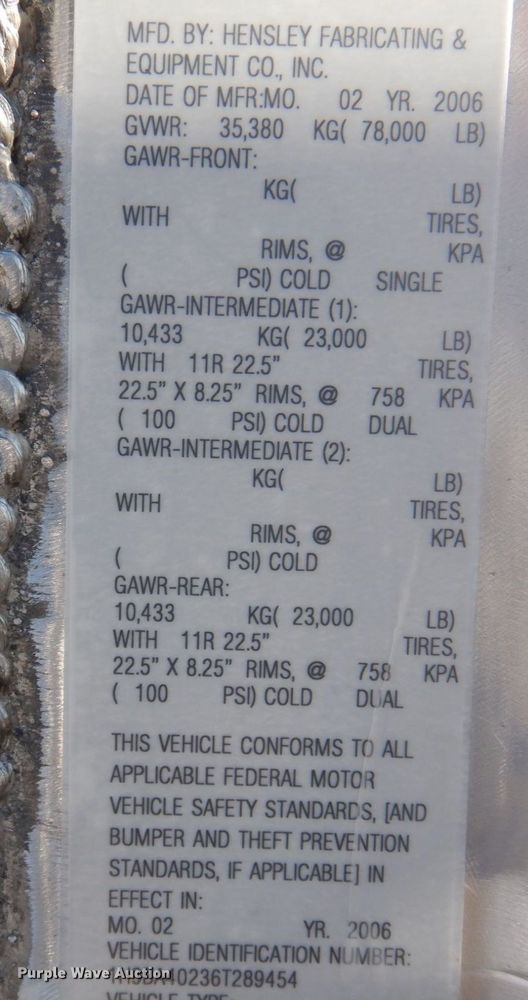 MFD. BY: HENSLEY FABRICATING &
EQUIPMENT CO., INC.
DATE OF MFR:MO. 02 YR. 2006
GVWR: 35,380 KG( 78,000 LB)
GAWR-FRONT:
KG( LB)
WITH TIRES,
RIMS, @ KPA
( PSI) COLD SINGLE
GAWR-INTERMEDIATE (1):
10,433 KG( 23,000 LB)
WITH 11R 22.5" TIRES,
22.5" X 8.25" RIMS, @ 758 KPA
( 100 PSI) COLD DUAL
GAWR-INTERMEDIATE (2):
KG( LB)
WITH TIRES,
RIMS, @ KPA
( PSI) COLD
GAWR-REAR:
10,433 KG( 23,000 LB)
WITH 11R 22.5" TIRES,
22.5" X 8.25" RIMS, @ 758 KPA
( 100 PSI) COLD DUAL
THIS VEHICLE CONFORMS TO ALL
APPLICABLE FEDERAL MOTOR
VEHICLE SAFETY STANDARDS, [AND
BUMPER AND THEFT PREVENTION
STANDARDS, IF APPLICABLE] IN
EFFECT IN:
MO. 02 YR. 2006
VEHICLE IDENTIFICATION NUMBER:
Purple Wave Auction
VEHICLE TYPE: